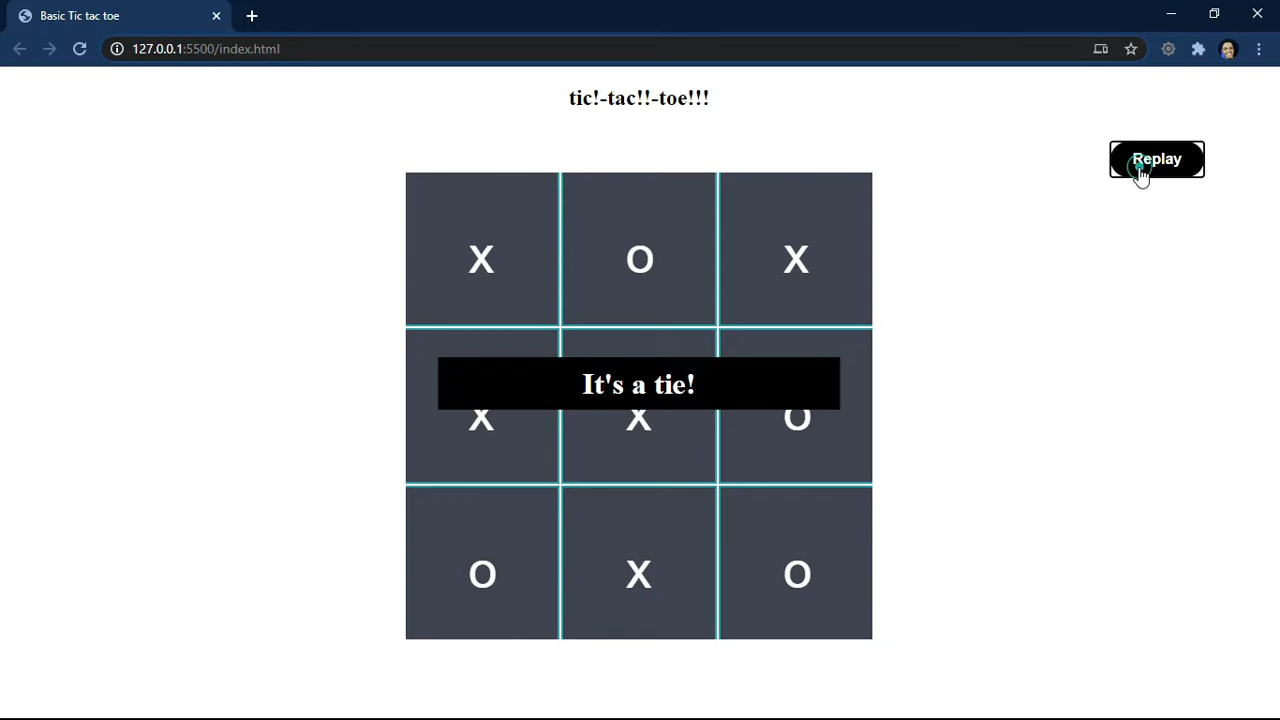 Basic Tic tac toe
127.0.0.1:5500/index.html
tic!-tac!!-toe!!!
Replay
X O X
It's a tie!
X X O
O X O